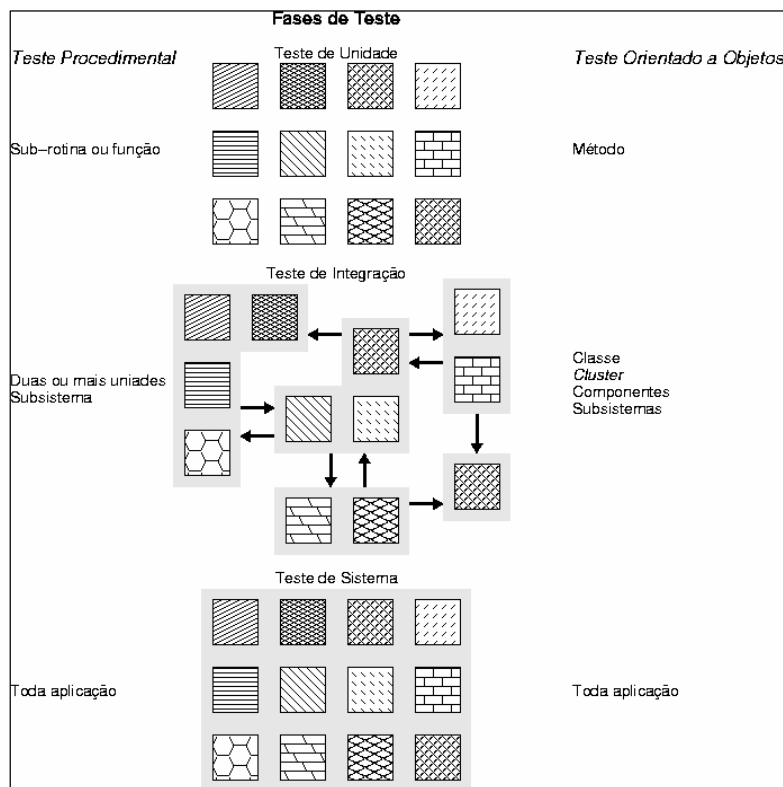 Fases de Teste
Teste Procedimental
Teste de Unidade
Teste Orientado a Objetos
Sub-rotina ou função
Método
Teste de Integração
Duas ou mais uniades
Subsistema
Classe
Cluster
Componentes
Subsistemas
Teste de Sistema
Toda aplicação
Toda aplicação